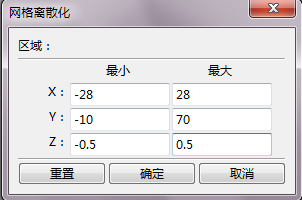 网格离散化
区域：
最小 最大
X： -28 28
Y： -10 70
Z： -0.5 0.5
重置 确定 取消